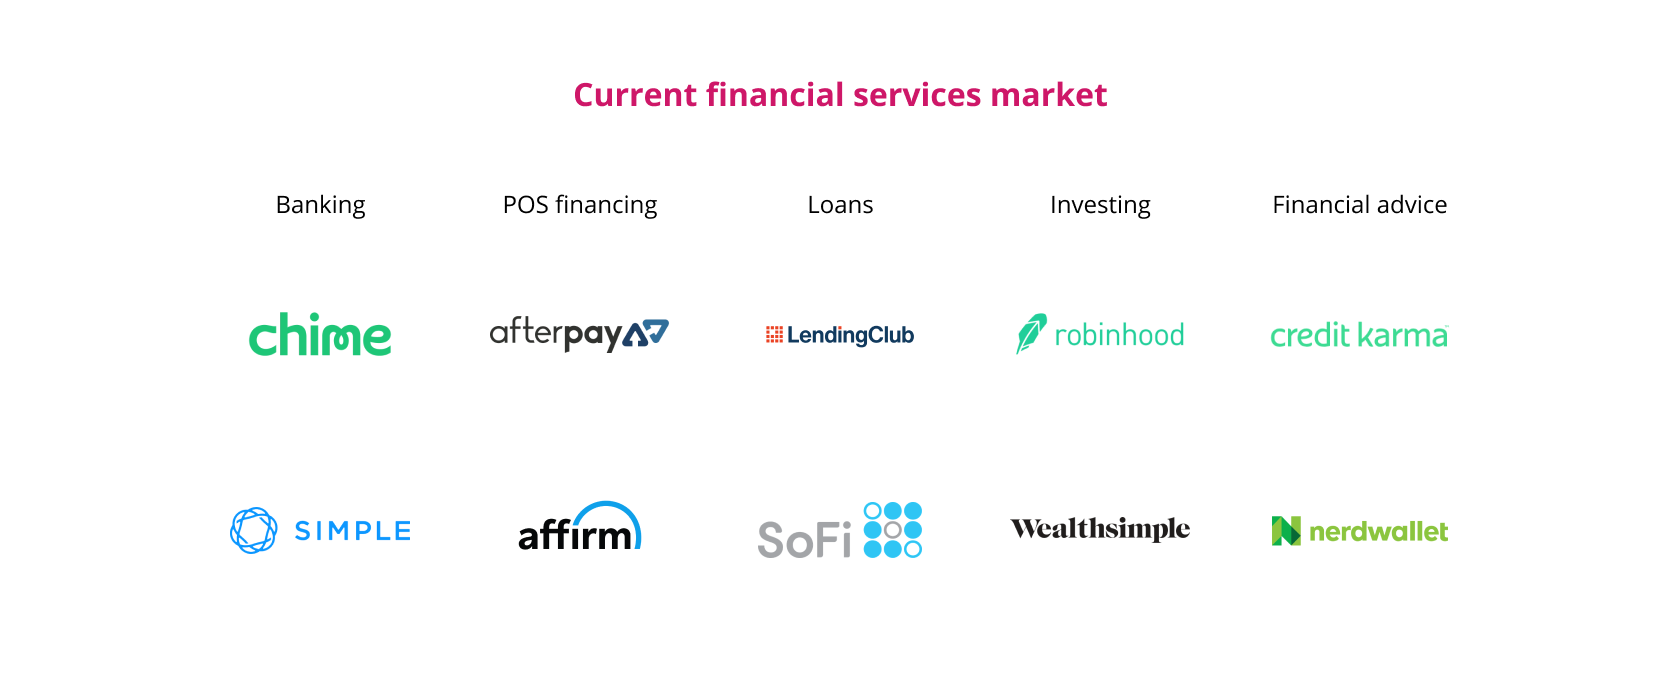 Current financial services market
Banking POS financing Loans Investing Financial advice
chime afterpay LendingClub robinhood credit karma
SIMPLE affirm SoFi Wealthsimple nerdwallet